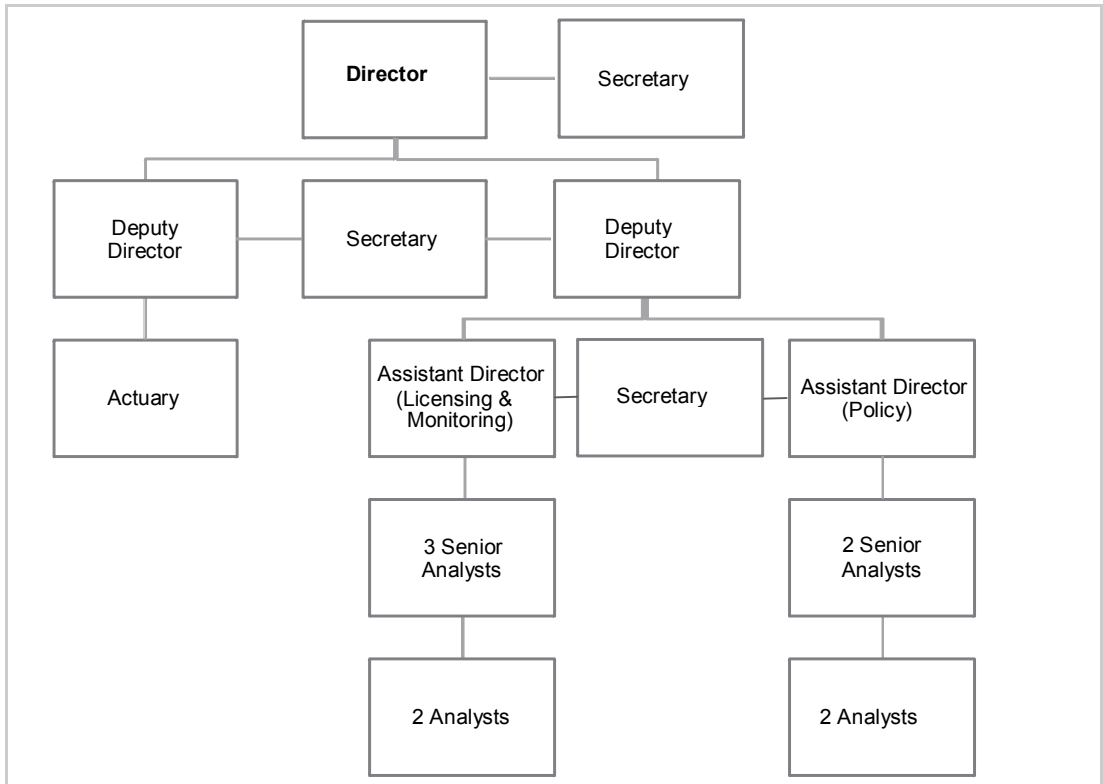 Director
Secretary
Deputy
Director
Secretary
Deputy
Director
Actuary
Assistant Director
(Licensing &
Monitoring)
Secretary
Assistant Director
(Policy)
3 Senior
Analysts
2 Senior
Analysts
2 Analysts
2 Analysts